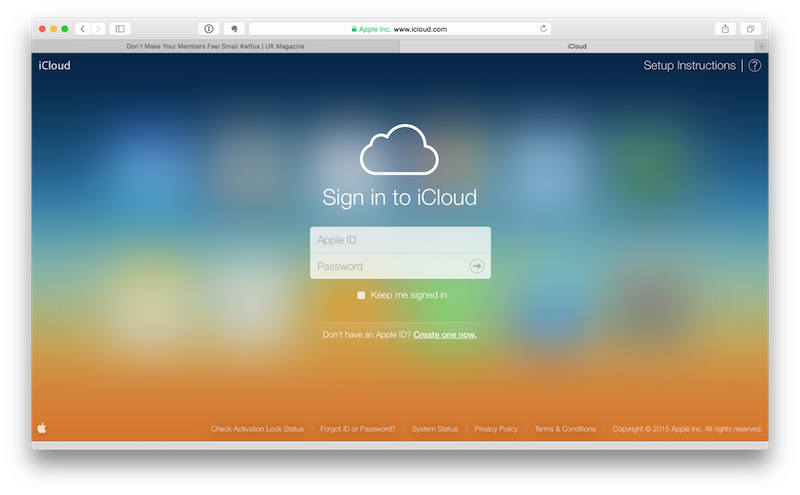 Apple Inc. www.icloud.com
Don't Make Your Members Feel Small #wtfux | UX Magazine
iCloud
iCloud
Setup Instructions
?
Sign in to iCloud
Apple ID
Password
Keep me signed in
Don't have an Apple ID? Create one now.
Check Activation Lock Status Forgot ID or Password? System Status Privacy Policy Terms & Conditions Copyright © 2015 Apple Inc. All rights reserved.